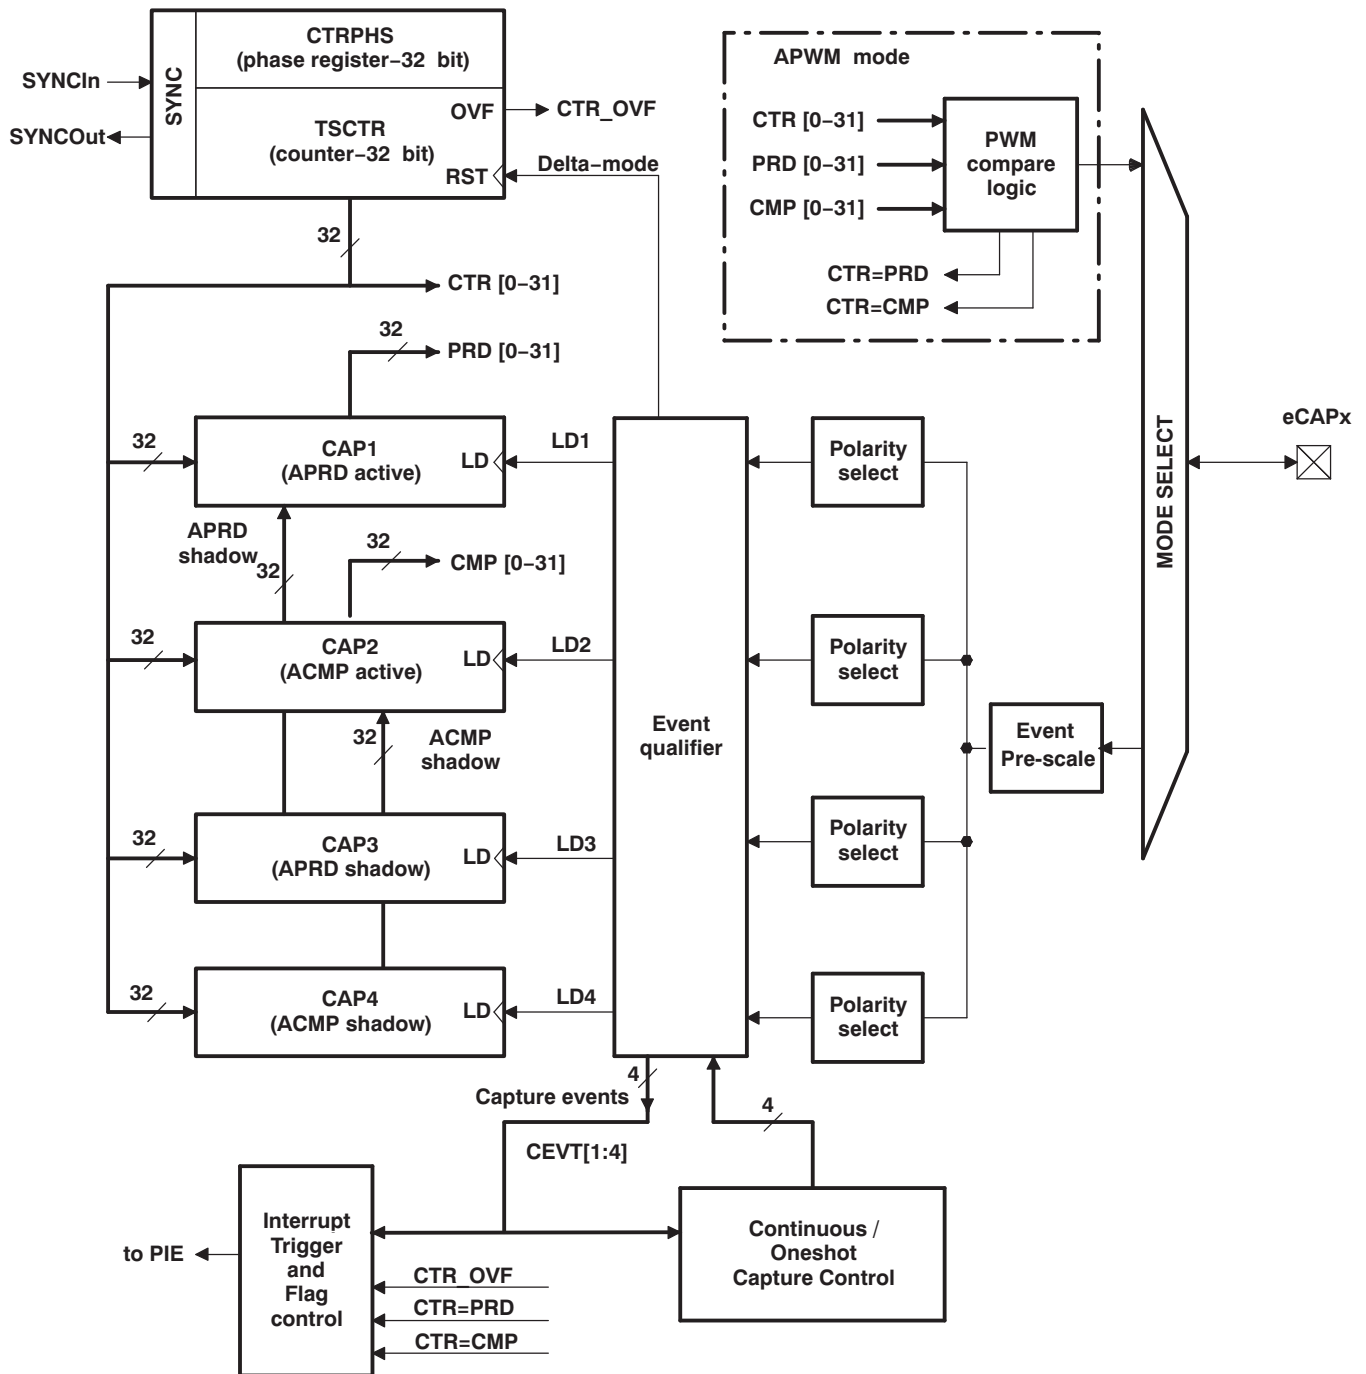 CTRPHS
(phase register−32 bit)
SYNC
SYNCIn
SYNCOut
TSCTR
(counter−32 bit)
OVF
RST
CTR_OVF
Delta−mode
32
CTR [0−31]
32
PRD [0−31]
APWM mode
CTR [0−31]
PRD [0−31]
CMP [0−31]
PWM
compare
logic
CTR=PRD
CTR=CMP
MODE SELECT
eCAPx
32
CAP1
(APRD active)
LD
LD1
Polarity
select
APRD
shadow
32
32
CMP [0−31]
32
CAP2
(ACMP active)
LD
LD2
Polarity
select
32
ACMP
shadow
Event
qualifier
Event
Pre-scale
32
CAP3
(APRD shadow)
LD
LD3
Polarity
select
32
CAP4
(ACMP shadow)
LD
LD4
Polarity
select
4
Capture events
CEVT[1:4]
4
Interrupt
Trigger
and
Flag
control
to PIE
CTR_OVF
CTR=PRD
CTR=CMP
Continuous /
Oneshot
Capture Control